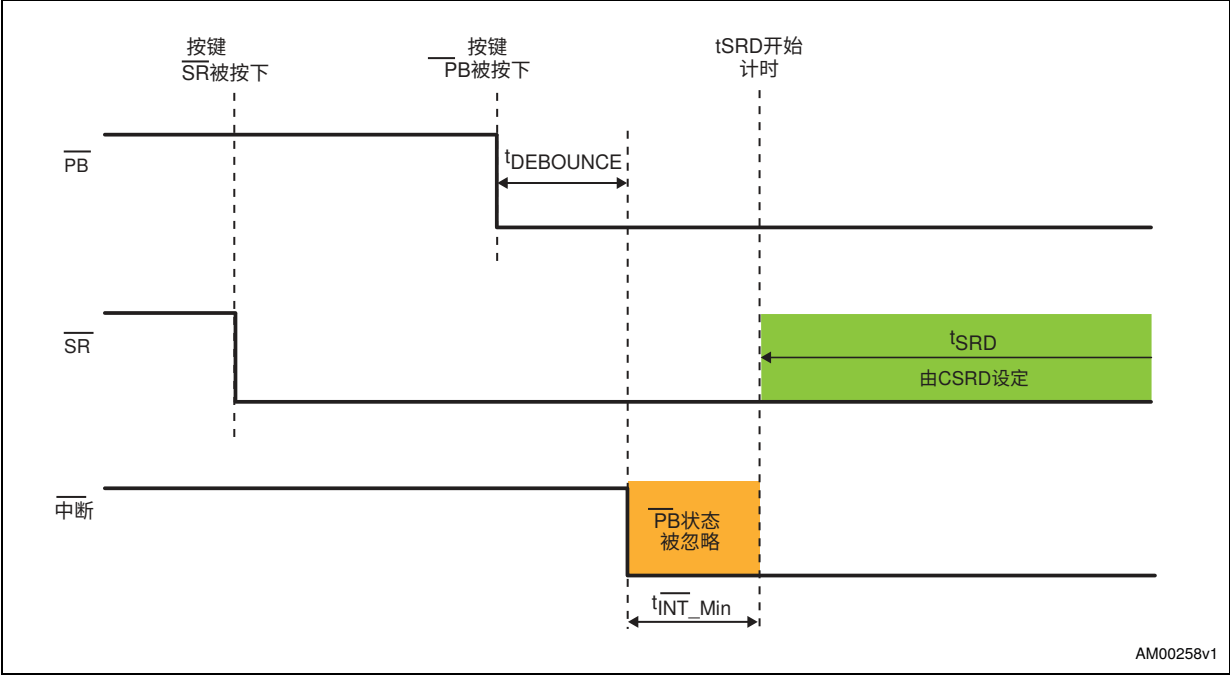 按键
SR被按下
按键
PB被按下
tSRD开始
计时
PB
tDEBOUNCE
SR
tSRD
由CSRD设定
中断
PB状态
被忽略
tINT_Min
AM00258v1